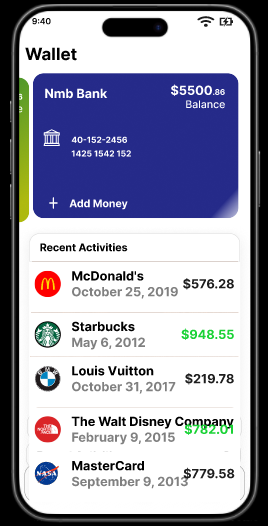 9:40
Wallet
Nmb Bank
$5500.86
Balance
40-152-2456
1425 1542 152
+ Add Money
Recent Activities
McDonald's
$576.28
October 25, 2019
Starbucks
$948.55
May 6, 2012
Louis Vuitton
$219.78
October 31, 2017
The Walt Disney Company
$782.01
February 9, 2015
NASA
MasterCard
$779.58
September 9, 2013